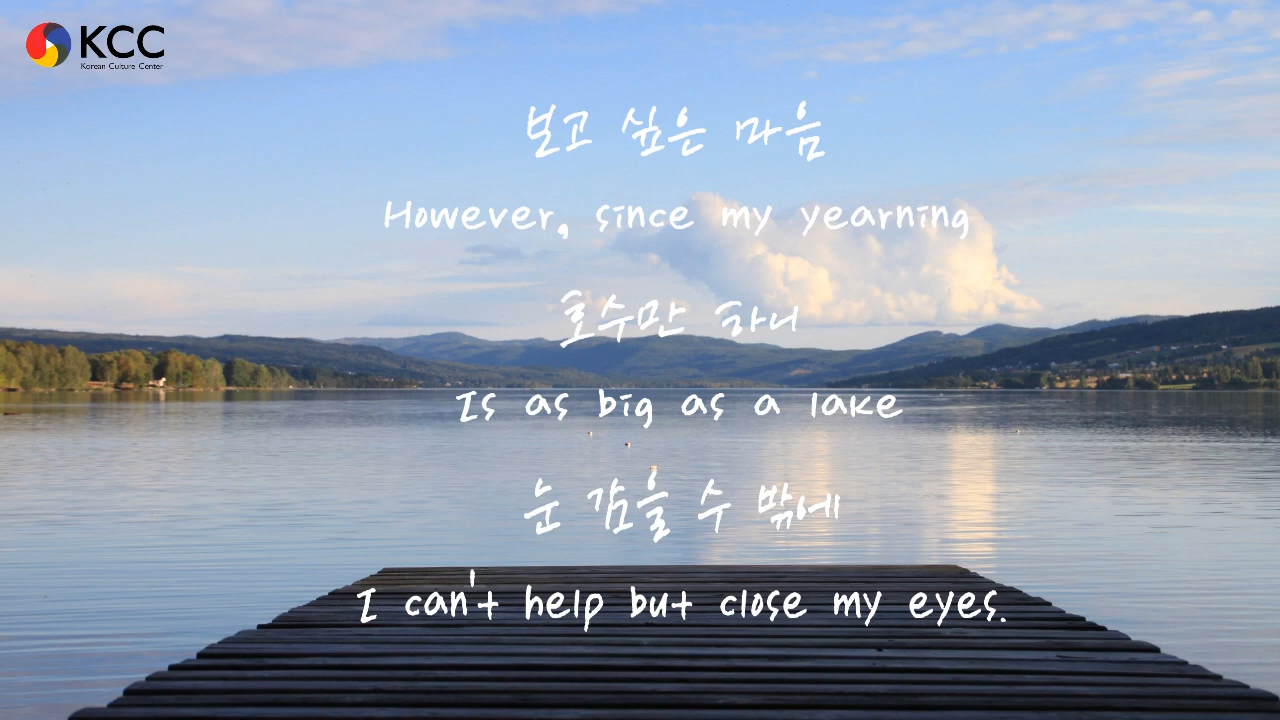 KCC
Korean Culture Center
보고 싶은 마음
However, since my yearning
호수만 하니
Is as big as a lake
눈 감을 수 밖에
I can't help but close my eyes.